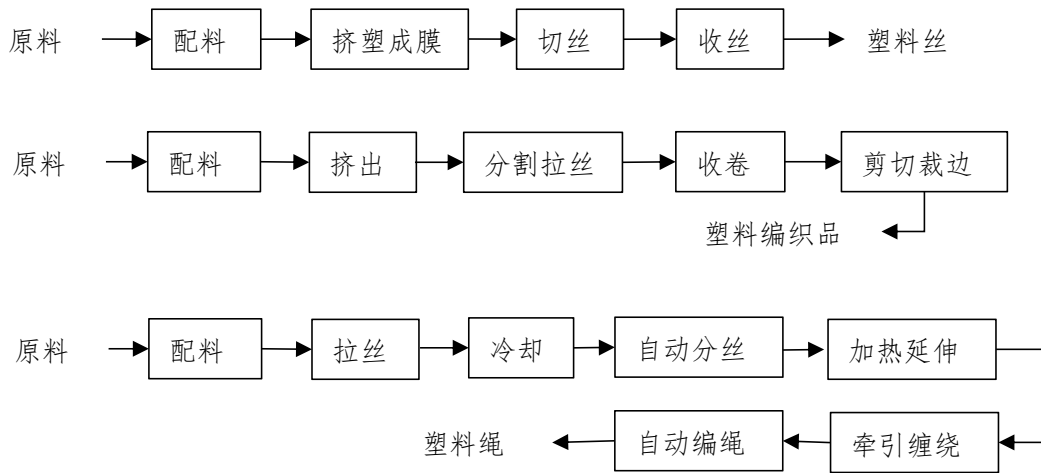 原料 配料 挤塑成膜 切丝 收丝 塑料丝
原料 配料 挤出 分割拉丝 收卷 剪切裁边
塑料编织品
原料 配料 拉丝 冷却 自动分丝 加热延伸
塑料绳 自动编绳 牵引缠绕